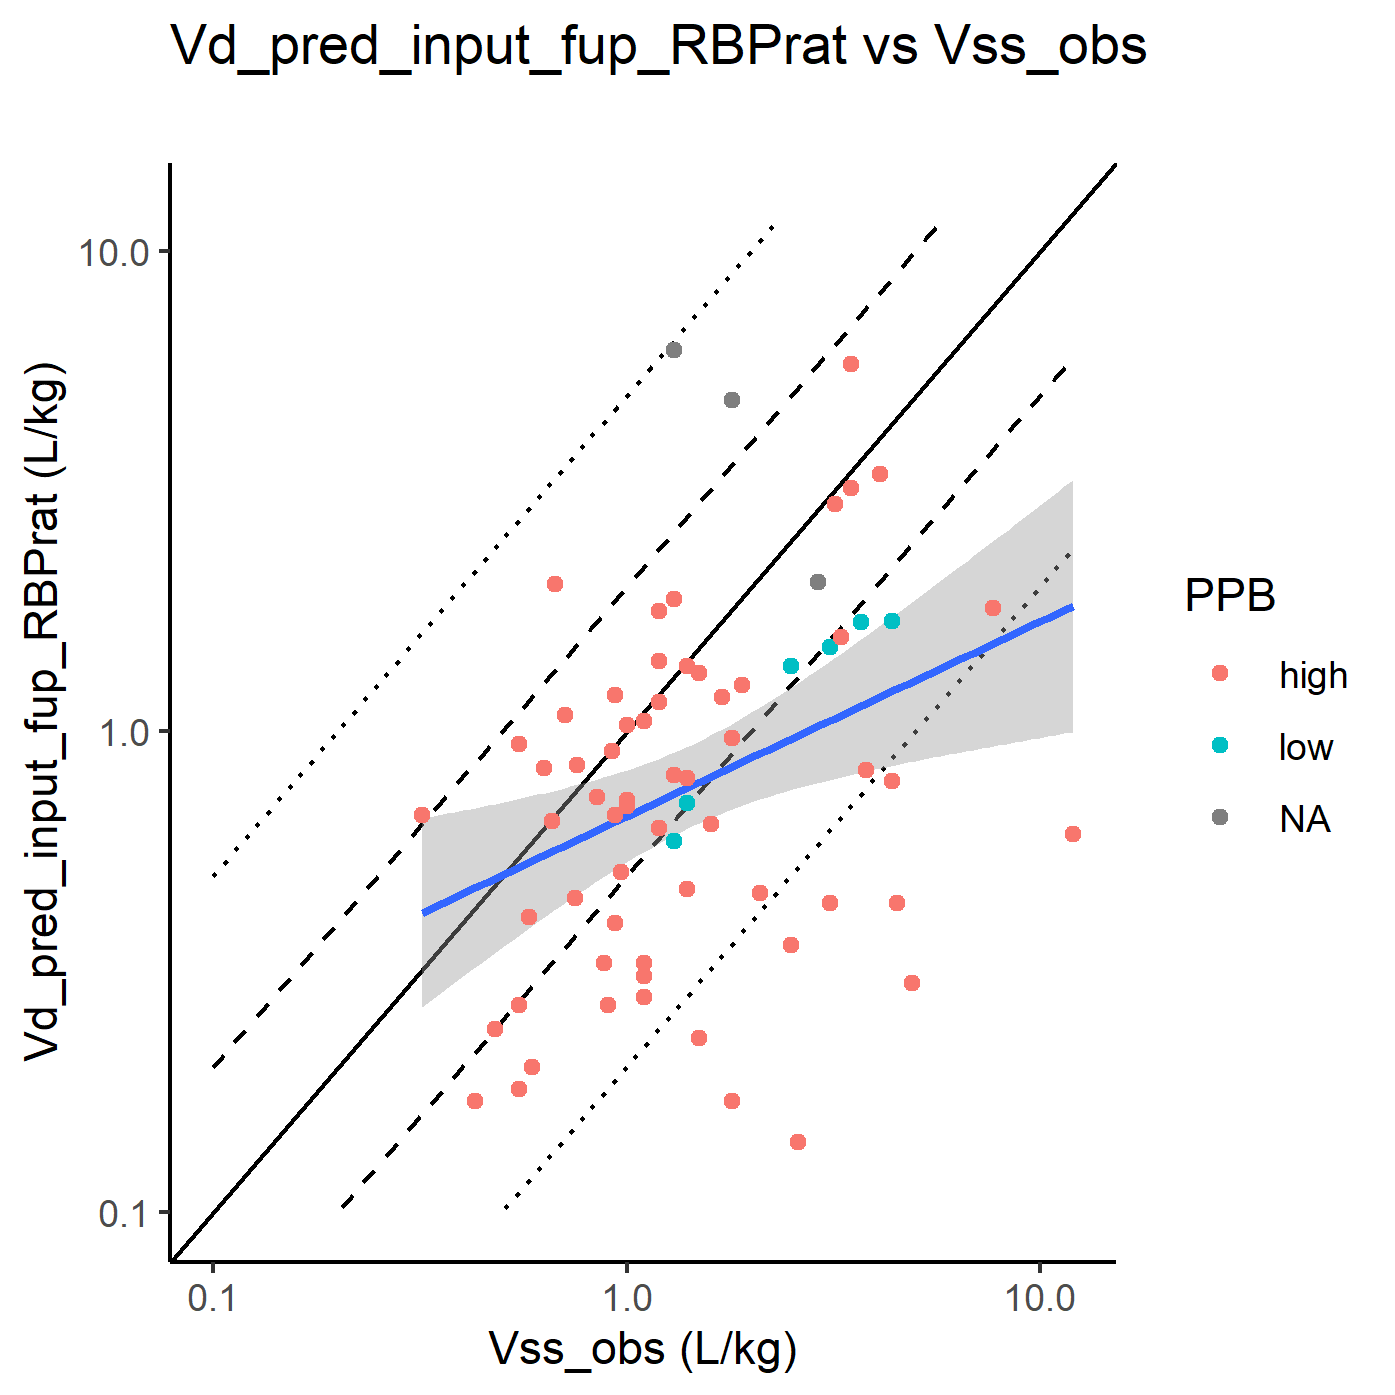 Vd_pred_input_fup_RBPrat vs Vss_obs
Vd_pred_input_fup_RBPrat (L/kg)
10.0
1.0
0.1
0.1
1.0
10.0
Vss_obs (L/kg)
PPB
high
low
NA